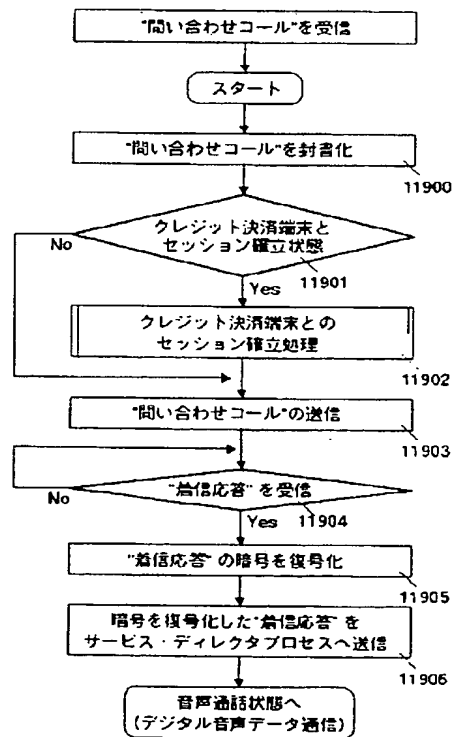 "問い合わせコール"を受信
スタート
"問い合わせコール"を封書化
11900
クレジット決済端末と
セッション確立状態
No
11901
Yes
クレジット決済端末との
セッション確立処理
11902
"問い合わせコール"の送信
11903
"着信応答"を受信
No
11904
Yes
"着信応答"の暗号を復号化
11905
暗号を復号化した"着信応答"を
サービス・ディレクタプロセスへ送信
11906
音声通話状態へ
(デジタル音声データ通信)